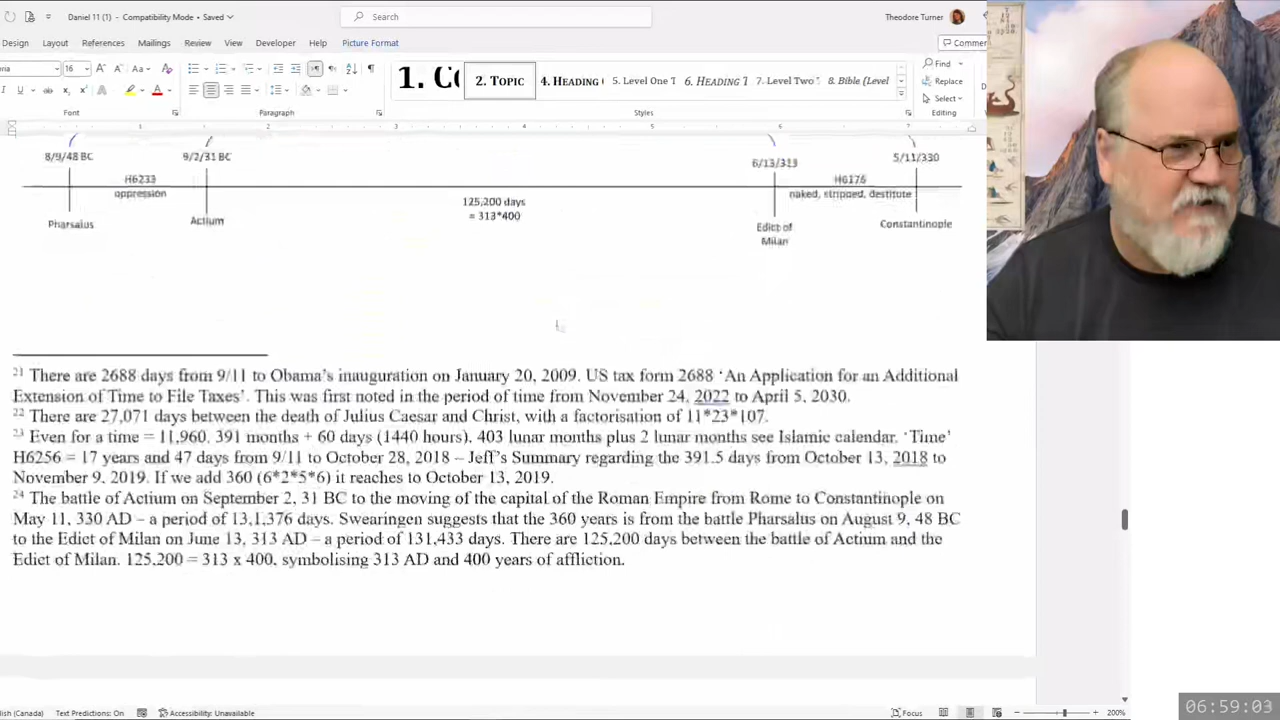 Daniel 11 (1) - Compatibility Mode • Saved
Search
Theodore Turner
Design Layout References Mailings Review View Developer Help Picture Format
16
Aa
1. C
2. TOPIC
4. HEADING
5. Level One T
6. HEADING T
7. Level Two
8. Bible (Level
Find
Replace
Select
Font
Paragraph
Styles
Editing
8/9/48 BC
9/2/31 BC
6/13/313
5/11/330
H6233
oppression
H6176
naked, stripped, destitute
125,200 days
= 313*400
Pharsalus
Actium
Edict of
Milan
Constantinople
21 There are 2688 days from 9/11 to Obama's inauguration on January 20, 2009. US tax form 2688 'An Application for an Additional
Extension of Time to File Taxes'. This was first noted in the period of time from November 24, 2022 to April 5, 2030.
22 There are 27,071 days between the death of Julius Caesar and Christ, with a factorisation of 11*23*107.
23 Even for a time = 11,960, 391 months + 60 days (1440 hours). 403 lunar months plus 2 lunar months see Islamic calendar. 'Time'
H6256 = 17 years and 47 days from 9/11 to October 28, 2018 – Jeff's Summary regarding the 391.5 days from October 13, 2018 to
November 9, 2019. If we add 360 (6*2*5*6) it reaches to October 13, 2019.
24 The battle of Actium on September 2, 31 BC to the moving of the capital of the Roman Empire from Rome to Constantinople on
May 11, 330 AD – a period of 13,1,376 days. Swearingen suggests that the 360 years is from the battle Pharsalus on August 9, 48 BC
to the Edict of Milan on June 13, 313 AD – a period of 131,433 days. There are 125,200 days between the battle of Actium and the
Edict of Milan. 125,200 = 313 x 400, symbolising 313 AD and 400 years of affliction.
lish (Canada) Text Predictions: On Accessibility: Unavailable
Focus
200%
06:59:03